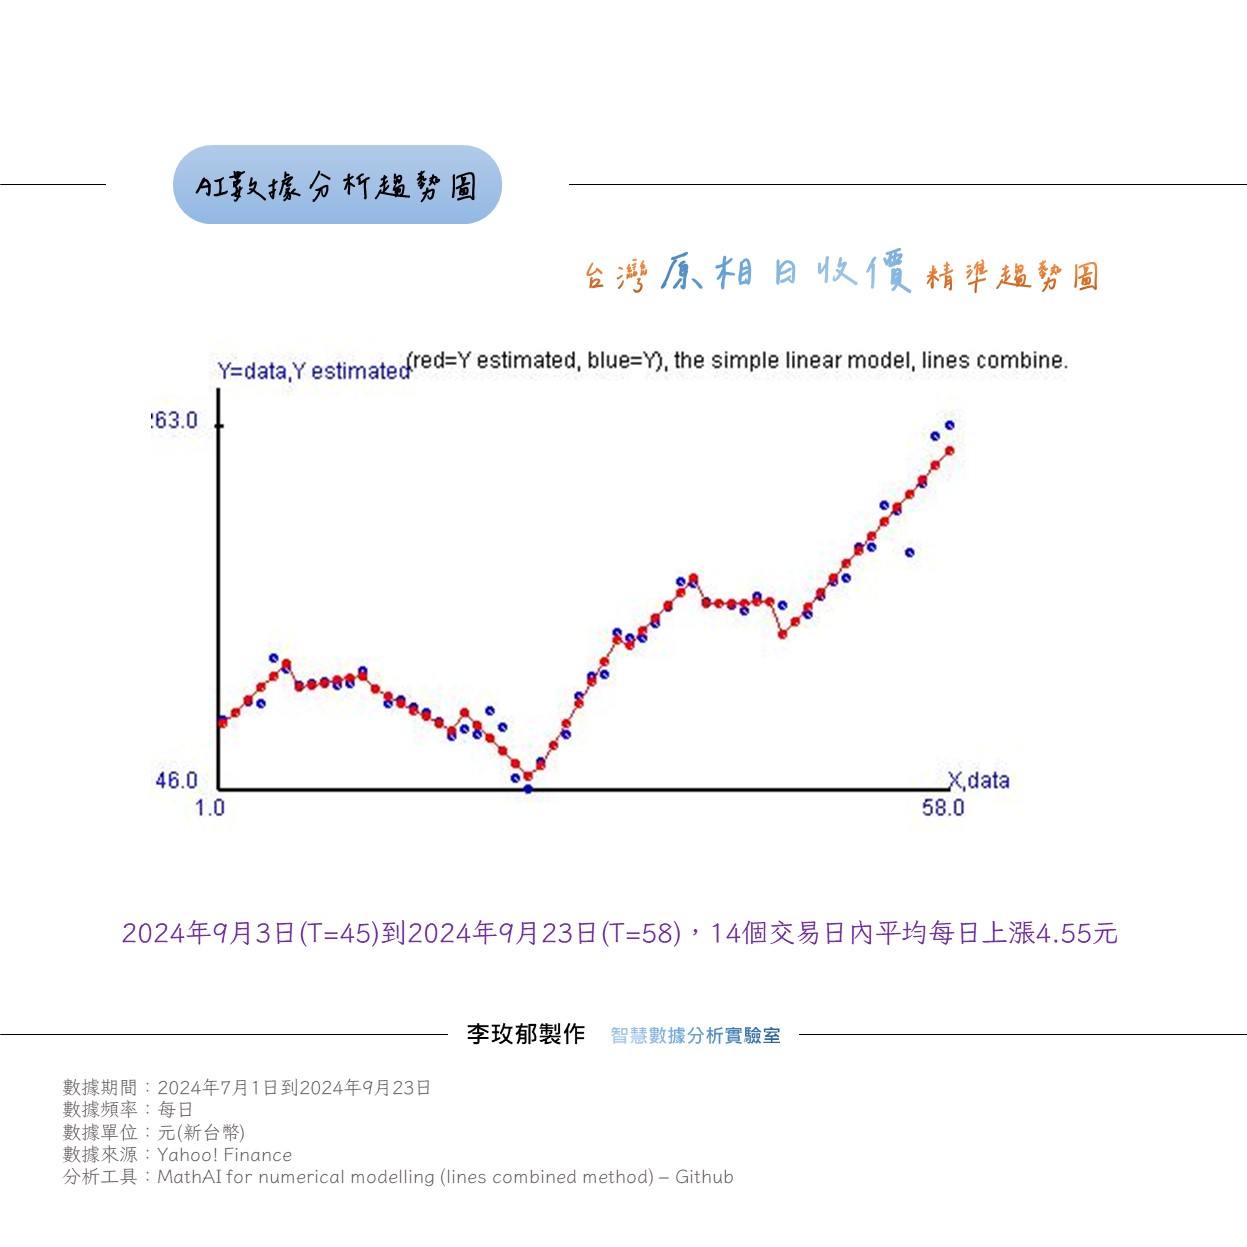 AI數據分析趨勢圖
台灣原相日收價精準趨勢圖
(red=Y estimated, blue=Y), the simple linear model, lines combine.
Y=data,Y estimated
263.0
46.0
X,data
1.0
58.0
2024年9月3日(T=45)到2024年9月23日(T=58)，14個交易日內平均每日上漲4.55元
李玫郁製作 智慧數據分析實驗室
數據期間：2024年7月1日到2024年9月23日
數據頻率：每日
數據單位：元(新台幣)
數據來源：Yahoo! Finance
分析工具：MathAI for numerical modelling (lines combined method) – Github